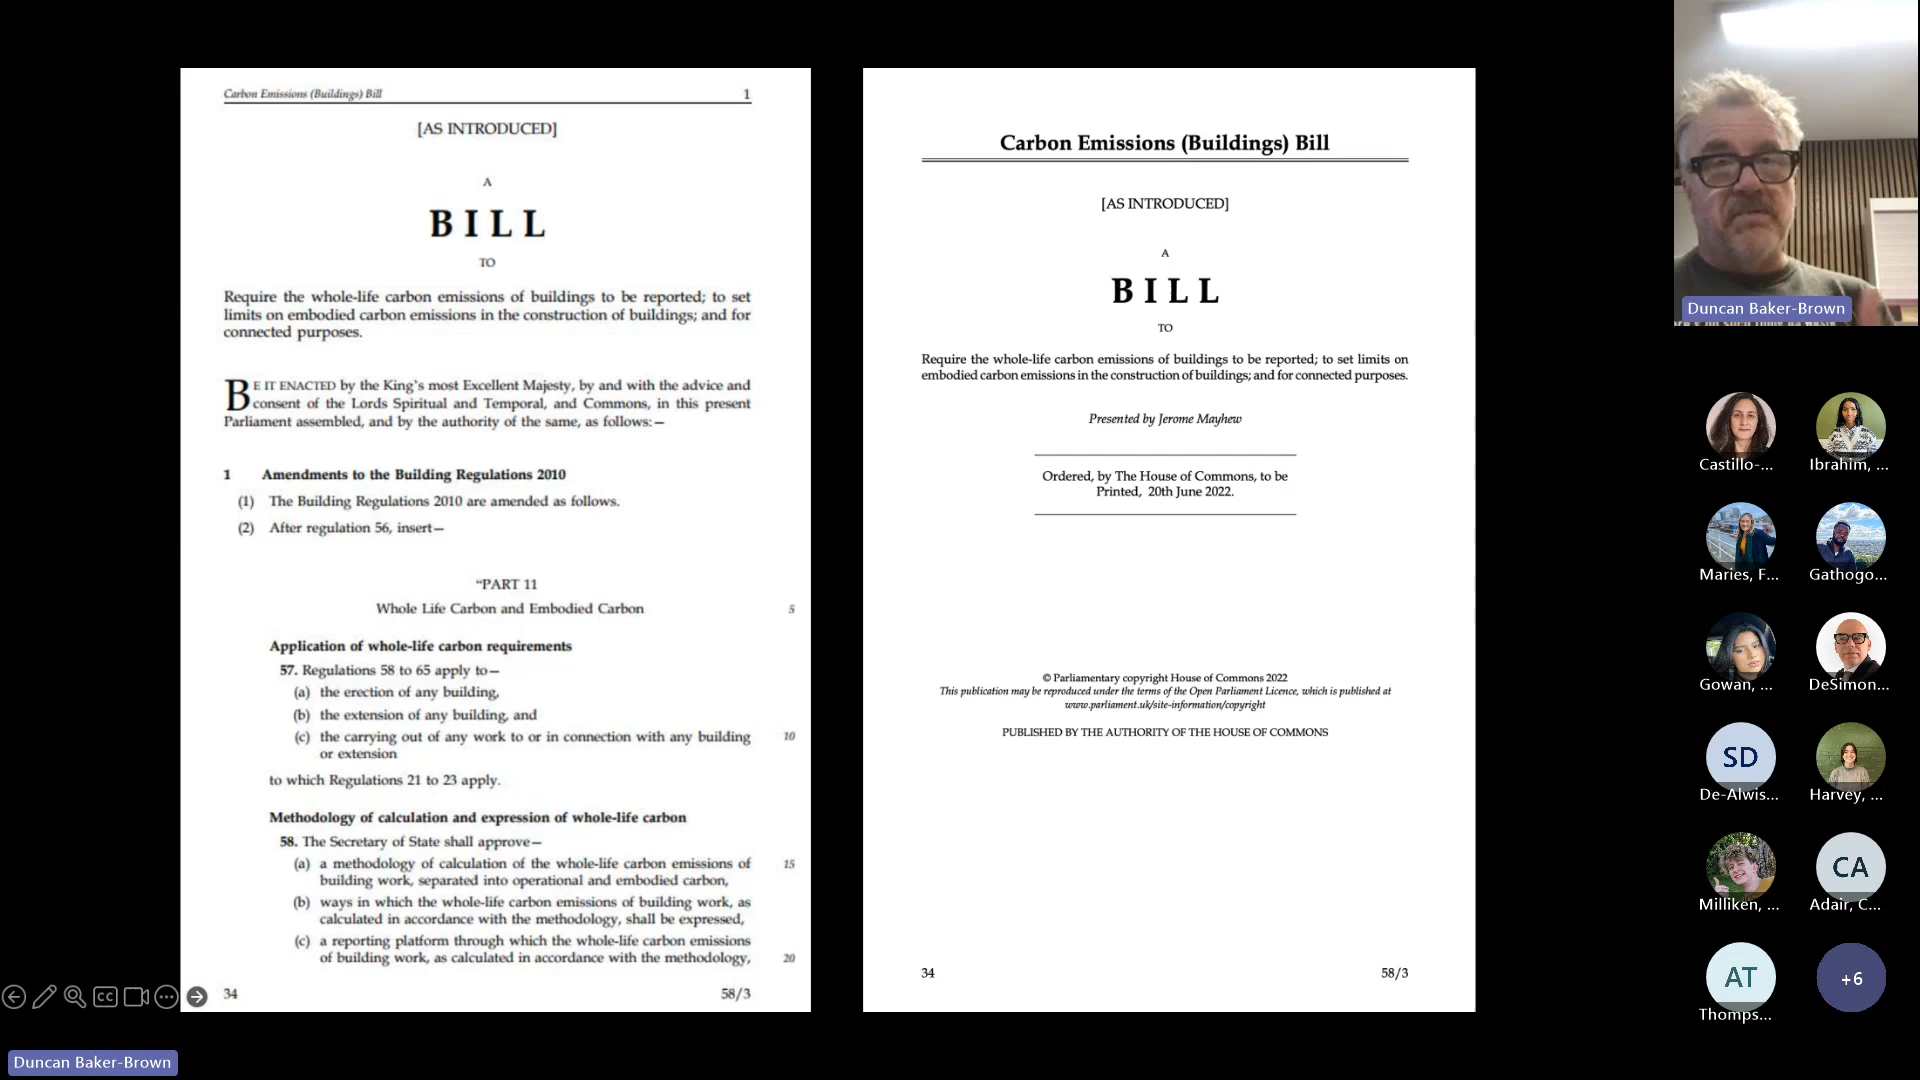 Carbon Emissions (Buildings) Bill 1
[AS INTRODUCED]
A
BILL
TO
Require the whole-life carbon emissions of buildings to be reported; to set
limits on embodied carbon emissions in the construction of buildings; and for
connected purposes.
BE IT ENACTED by the King's most Excellent Majesty, by and with the advice and
consent of the Lords Spiritual and Temporal, and Commons, in this present
Parliament assembled, and by the authority of the same, as follows:—
1 Amendments to the Building Regulations 2010
(1) The Building Regulations 2010 are amended as follows.
(2) After regulation 56, insert—
"PART 11
Whole Life Carbon and Embodied Carbon 5
Application of whole-life carbon requirements
57. Regulations 58 to 65 apply to—
(a) the erection of any building,
(b) the extension of any building, and
(c) the carrying out of any work to or in connection with any building 10
or extension
to which Regulations 21 to 23 apply.
Methodology of calculation and expression of whole-life carbon
58. The Secretary of State shall approve—
(a) a methodology of calculation of the whole-life carbon emissions of 15
building work, separated into operational and embodied carbon,
(b) ways in which the whole-life carbon emissions of building work, as
calculated in accordance with the methodology, shall be expressed,
(c) a reporting platform through which the whole-life carbon emissions
of building work, as calculated in accordance with the methodology, 20
34 58/3
Carbon Emissions (Buildings) Bill
[AS INTRODUCED]
A
BILL
TO
Require the whole-life carbon emissions of buildings to be reported; to set limits on
embodied carbon emissions in the construction of buildings; and for connected purposes.
Presented by Jerome Mayhew
Ordered, by The House of Commons, to be
Printed, 20th June 2022.
© Parliamentary copyright House of Commons 2022
This publication may be reproduced under the terms of the Open Parliament Licence, which is published at
www.parliament.uk/site-information/copyright
PUBLISHED BY THE AUTHORITY OF THE HOUSE OF COMMONS
34 58/3
Duncan Baker-Brown
Castillo-... Ibrahim, ...
Maries, F... Gathogo...
Gowan, ... DeSimon...
SD
De-Alwis... Harvey, ...
CA
Milliken, ... Adair, C...
AT +6
Thomps...
CC
Duncan Baker-Brown